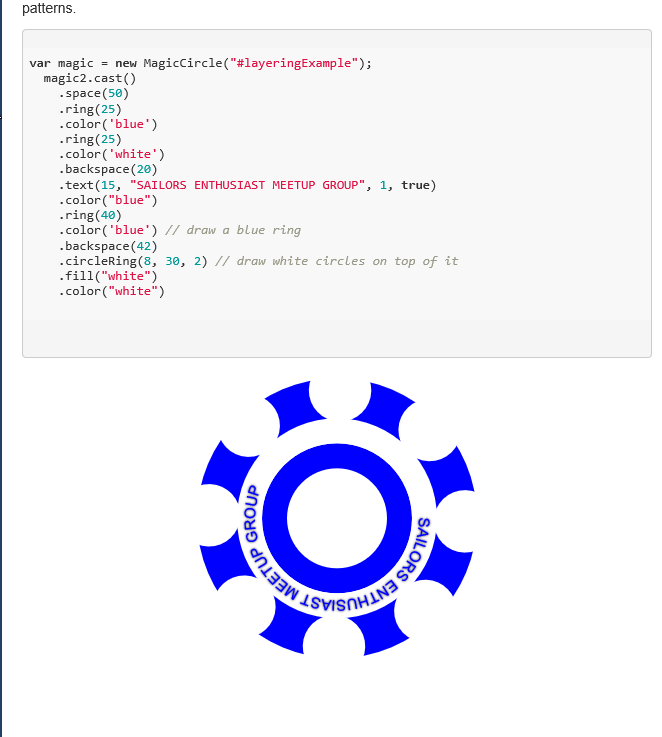 patterns.
var magic = new MagicCircle("#layeringExample");
  magic2.cast()
    .space(50)
    .ring(25)
    .color('blue')
    .ring(25)
    .color('white')
    .backspace(20)
    .text(15, "SAILORS ENTHUSIAST MEETUP GROUP", 1, true)
    .color("blue")
    .ring(40)
    .color('blue') // draw a blue ring
    .backspace(42)
    .circleRing(8, 30, 2) // draw white circles on top of it
    .fill("white")
    .color("white")
SAILORS ENTHUSIAST MEETUP GROUP